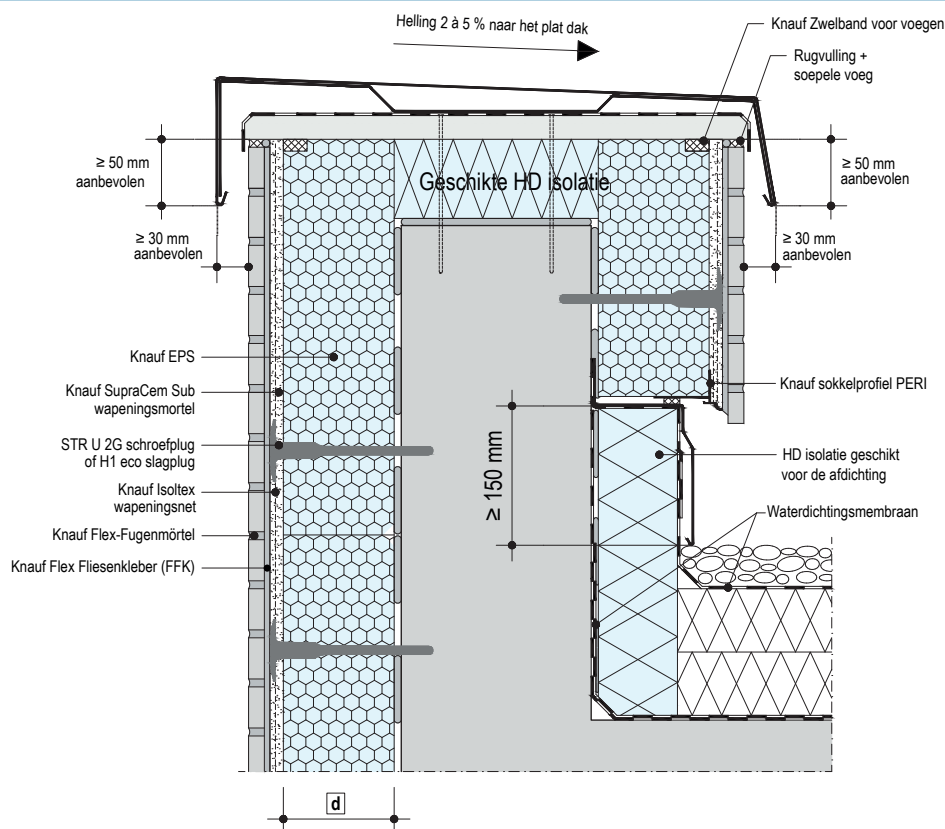 Helling 2 à 5 % naar het plat dak
Knauf Zwelband voor voegen
Rugvulling +
soepele voeg
≥ 50 mm
aanbevolen
≥ 50 mm
aanbevolen
Geschikte HD isolatie
≥ 30 mm
aanbevolen
≥ 30 mm
aanbevolen
Knauf EPS
Knauf SupraCem Sub
wapeningsmortel
STR U 2G schroefplug
of H1 eco slagplug
Knauf Isoltex
wapeningsnet
Knauf Flex-Fugenmörtel
Knauf Flex Fliesenkleber (FFK)
≥ 150 mm
Knauf sokkelprofiel PERI
HD isolatie geschikt
voor de afdichting
Waterdichtingsmembraan
d